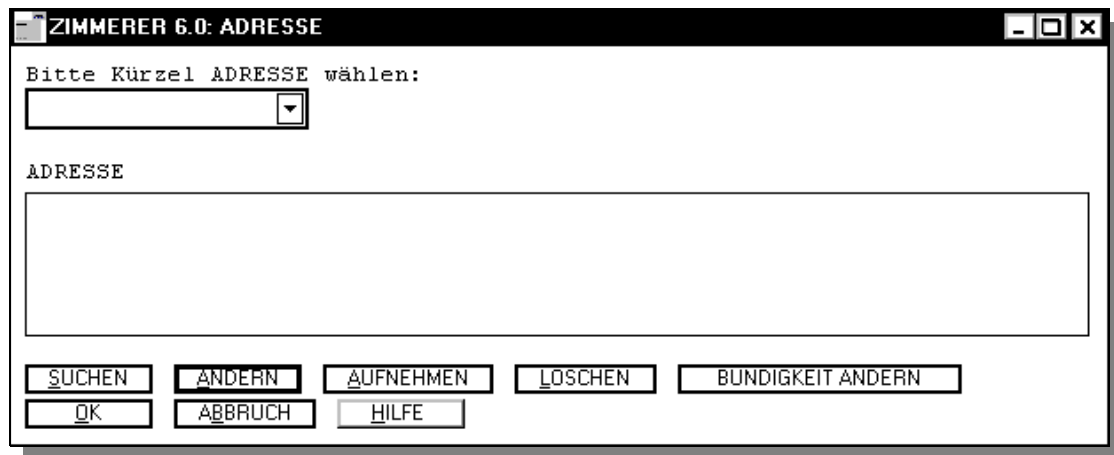 ZIMMERER 6.0: ADRESSE
Bitte Kürzel ADRESSE wählen:
ADRESSE
SUCHEN ANDERN AUFNEHMEN LOSCHEN BUNDIGKEIT ANDERN
OK ABBRUCH HILFE